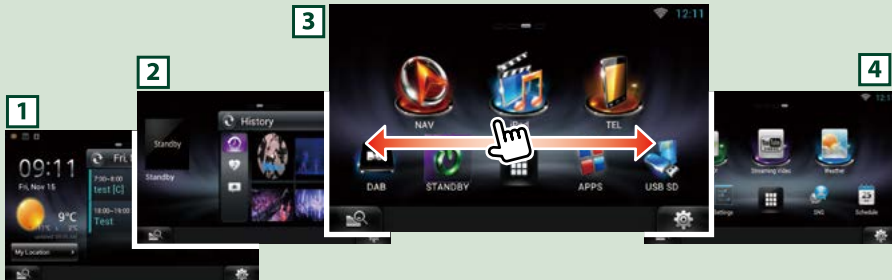 1
09:11
Fri, Nov 15
9°C
My Location
Fri,
7:00~8:00
test [C]
18:00~19:00
Test
2
Standby
Standby
History
3
12:11
NAV
iPod
TEL
DAB
STANDBY
APPS
USB SD
4
Streaming Video
Weather
Settings
SNS
Schedule